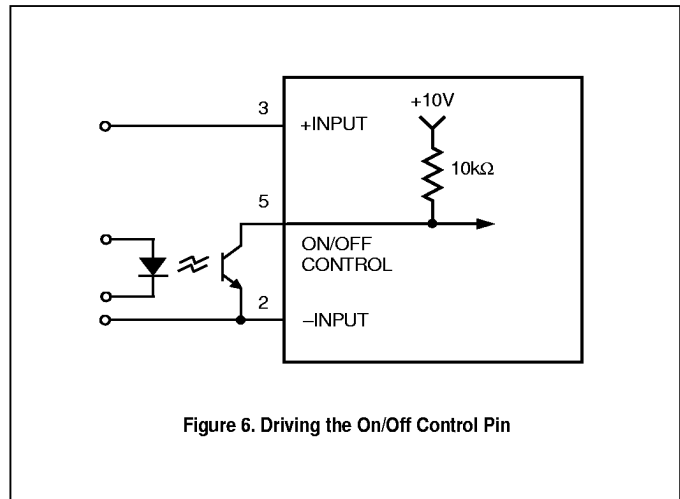 +10V
3
+INPUT
10kΩ
5
ON/OFF
CONTROL
2
–INPUT
Figure 6. Driving the On/Off Control Pin